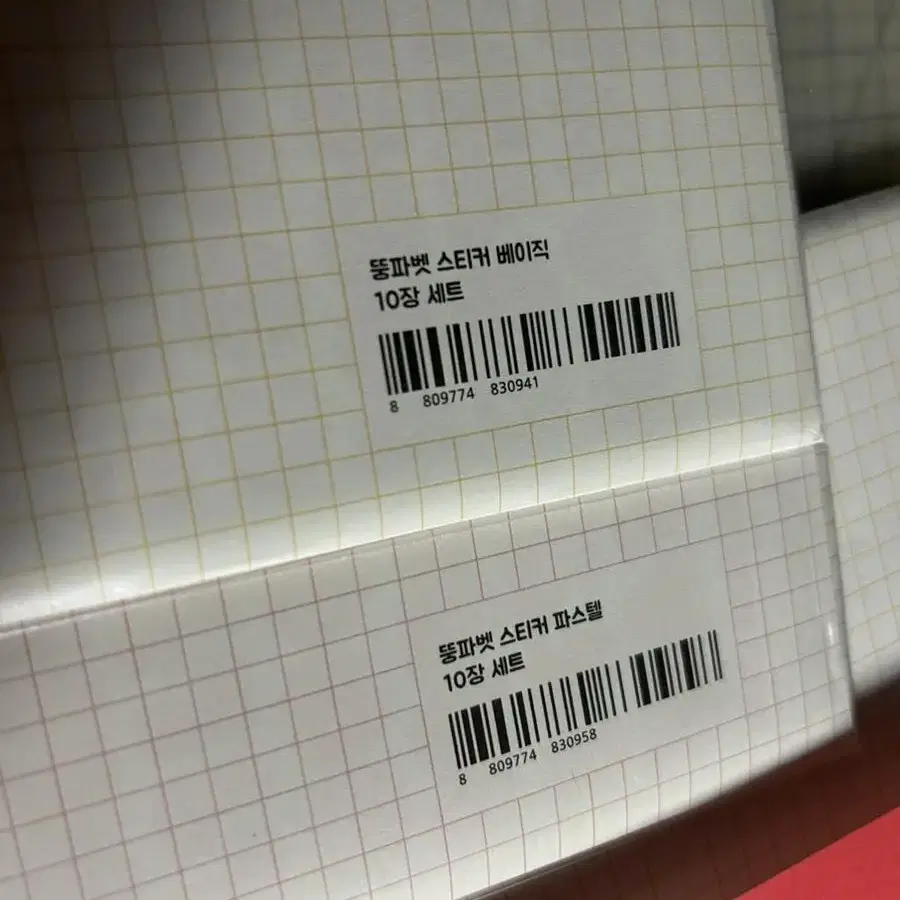 뚱파벳 스티커 베이직
10장 세트
8 809774 830941
뚱파벳 스티커 파스텔
10장 세트
8 809774 830958